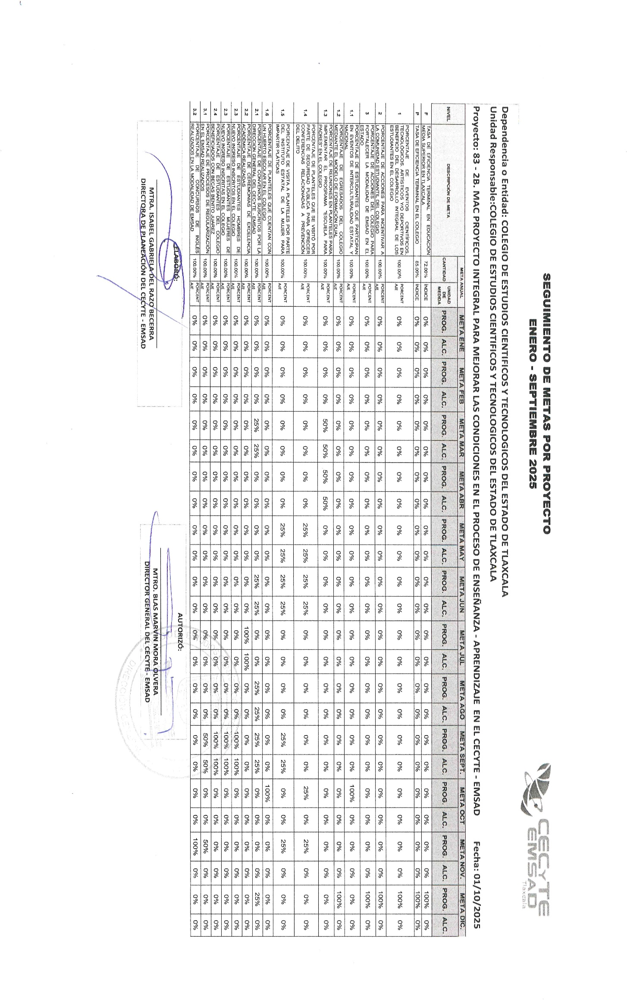 SEGUIMIENTO DE METAS POR PROYECTO
ENERO - SEPTIEMBRE 2025
CECYTE
EMSAD
Tlaxcala
Dependencia o Entidad: COLEGIO DE ESTUDIOS CIENTIFICOS Y TECNOLOGICOS DEL ESTADO DE TLAXCALA
Unidad Responsable:COLEGIO DE ESTUDIOS CIENTIFICOS Y TECNOLOGICOS DEL ESTADO DE TLAXCALA
Proyecto: 83 - 2B. MAC PROYECTO INTEGRAL PARA MEJORAR LAS CONDICIONES EN EL PROCESO DE ENSEÑANZA - APRENDIZAJE EN EL CECYTE - EMSAD Fecha: 01/10/2025
META ANUAL META ENE META FEB META MAR META ABR META MAY META JUN META JUL META AGO META SEPT. META OCT META NOV. META DIC.
NIVEL DESCRIPCIÓN DE META CANTIDAD UNIDAD DE MEDIDA PROG. ALC. PROG. ALC. PROG. ALC. PROG. ALC. PROG. ALC. PROG. ALC. PROG. ALC. PROG. ALC. PROG. ALC. PROG. ALC. PROG. ALC. PROG. ALC.
F TASA DE EFICIENCIA TERMINAL EN EDUCACIÓN MEDIA SUPERIOR EN TLAXCALA 72.00% ÍNDICE 0% 0% 0% 0% 0% 0% 0% 0% 0% 0% 0% 0% 0% 0% 0% 0% 0% 0% 0% 0% 0% 0% 100% 0%
P TASA DE EFICIENCIA TERMINAL EN EL COLEGIO 85.00% ÍNDICE 0% 0% 0% 0% 0% 0% 0% 0% 0% 0% 0% 0% 0% 0% 0% 0% 0% 0% 0% 0% 0% 0% 100% 0%
1 PORCENTAJE DE EVENTOS CIENTÍFICOS, TECNOLÓGICOS, ARTÍSTICOS Y/O DEPORTIVOS EN BENEFICIO DEL DESARROLLO INTEGRAL DE LOS ESTUDIANTES EN EL COLEGIO 100.00% PORCENTAJE 0% 0% 0% 0% 0% 0% 0% 0% 0% 0% 0% 0% 0% 0% 0% 0% 0% 0% 0% 0% 0% 0% 100% 0%
2 PORCENTAJE DE ACCIONES PARA INCENTIVAR A LA COMUNIDAD ESTUDIANTIL DEL COLEGIO 100.00% PORCENTAJE 0% 0% 0% 0% 0% 0% 0% 0% 0% 0% 0% 0% 0% 0% 0% 0% 0% 0% 0% 0% 0% 0% 100% 0%
3 PORCENTAJE DE ACCIONES DEL COLEGIO PARA FORTALECER LA MODALIDAD DE EMSAD EN EL ESTADO 100.00% PORCENTAJE 0% 0% 0% 0% 0% 0% 0% 0% 0% 0% 0% 0% 0% 0% 0% 0% 0% 0% 0% 0% 0% 0% 100% 0%
1.1 PORCENTAJE DE ESTUDIANTES QUE PARTICIPAN EN EVENTOS DE INTERCULTURALIDAD ESTATAL Y NACIONAL 100.00% PORCENTAJE 0% 0% 0% 0% 0% 0% 0% 0% 0% 0% 0% 0% 0% 0% 0% 0% 0% 0% 100% 0% 0% 0% 0% 0%
1.2 PORCENTAJE DE EGRESADOS DEL COLEGIO MEDIANTE EL MODELO DE FORMACIÓN DUAL 100.00% PORCENTAJE 0% 0% 0% 0% 0% 0% 0% 0% 0% 0% 0% 0% 0% 0% 0% 0% 0% 0% 0% 0% 0% 0% 100% 0%
1.3 PORCENTAJE DE REUNIONES EN PLANTELES PARA IMPLEMENTAR EL PROGRAMA "ESCUELA PARA PADRES" EN EL COLEGIO 100.00% PORCENTAJE 0% 0% 0% 0% 50% 50% 50% 50% 0% 0% 0% 0% 0% 0% 0% 0% 0% 0% 0% 0% 0% 0% 0% 0%
1.4 PORCENTAJE DE PLANTELES QUE SE VISITÓ POR PARTE DE SEGURIDAD PUBLICA PARA OFRECER CONFERENCIAS RELACIONADAS A PREVENCIÓN DEL DELITO 100.00% PORCENTAJE 0% 0% 0% 0% 0% 0% 0% 0% 25% 25% 25% 25% 0% 0% 0% 0% 0% 0% 25% 0% 25% 0% 0% 0%
1.5 PORCENTAJE DE VISITA A PLANTELES POR PARTE DEL INSTITUTO ESTATAL DE LA MUJER PARA IMPARTIR PLÁTICAS 100.00% PORCENTAJE 0% 0% 0% 0% 0% 0% 0% 0% 25% 25% 25% 25% 0% 0% 0% 0% 25% 25% 0% 0% 25% 0% 0% 0%
1.6 PORCENTAJE DE PLANTELES QUE CUENTAN CON UN HUERTO ESCOLAR EN EL COLEGIO 100.00% PORCENTAJE 0% 0% 0% 0% 0% 0% 0% 0% 0% 0% 0% 0% 0% 0% 0% 0% 0% 0% 100% 0% 0% 0% 0% 0%
2.1 PORCENTAJE DE CONVENIOS SUSCRITOS POR LA DIRECCIÓN GENERAL DEL CECYTE - EMSAD 100.00% PORCENTAJE 0% 0% 0% 0% 25% 25% 0% 0% 0% 0% 25% 25% 0% 0% 25% 25% 25% 25% 0% 0% 0% 0% 25% 0%
2.2 PORCENTAJE DE CEREMONIAS DE EXCELENCIA ACADÉMICA REALIZADAS 100.00% PORCENTAJE 0% 0% 0% 0% 0% 0% 0% 0% 0% 0% 0% 0% 100% 100% 0% 0% 0% 0% 0% 0% 0% 0% 0% 0%
2.3 PORCENTAJE DE ESTUDIANTES HOMBRES DE NUEVO INGRESO INSCRITOS EN EL COLEGIO 100.00% PORCENTAJE 0% 0% 0% 0% 0% 0% 0% 0% 0% 0% 0% 0% 0% 0% 0% 0% 100% 100% 0% 0% 0% 0% 0% 0%
2.3 PORCENTAJE DE ESTUDIANTES MUJERES DE NUEVO INGRESO INSCRITAS EN EL COLEGIO 100.00% PORCENTAJE 0% 0% 0% 0% 0% 0% 0% 0% 0% 0% 0% 0% 0% 0% 0% 0% 100% 100% 0% 0% 0% 0% 0% 0%
2.4 PORCENTAJE DE ESTUDIANTES DEL COLEGIO BENEFICIADOS CON BECAS BENITO JUÁREZ 100.00% PORCENTAJE 0% 0% 0% 0% 0% 0% 0% 0% 0% 0% 0% 0% 0% 0% 0% 0% 100% 100% 0% 0% 0% 0% 0% 0%
3.1 PORCENTAJE DE PROCESOS DE REGULARIZACIÓN EN EL EMSAD REALIZADOS 100.00% PORCENTAJE 0% 0% 0% 0% 0% 0% 0% 0% 0% 0% 0% 0% 0% 0% 0% 0% 50% 50% 0% 0% 50% 0% 0% 0%
3.2 PORCENTAJE DE CONCURSOS DE INGLÉS REALIZADOS EN LA MODALIDAD DE EMSAD 100.00% PORCENTAJE 0% 0% 0% 0% 0% 0% 0% 0% 0% 0% 0% 0% 0% 0% 0% 0% 0% 0% 0% 0% 100% 0% 0% 0%
ELABORÓ:
MTRA. ISABEL GABRIELA DEL RAZO BECERRA
DIRECTORA DE PLANEACIÓN DEL CECYTE - EMSAD
AUTORIZÓ:
MTRO. BLAS MARVIN MORA OLVERA
DIRECTOR GENERAL DEL CECYTE - EMSAD